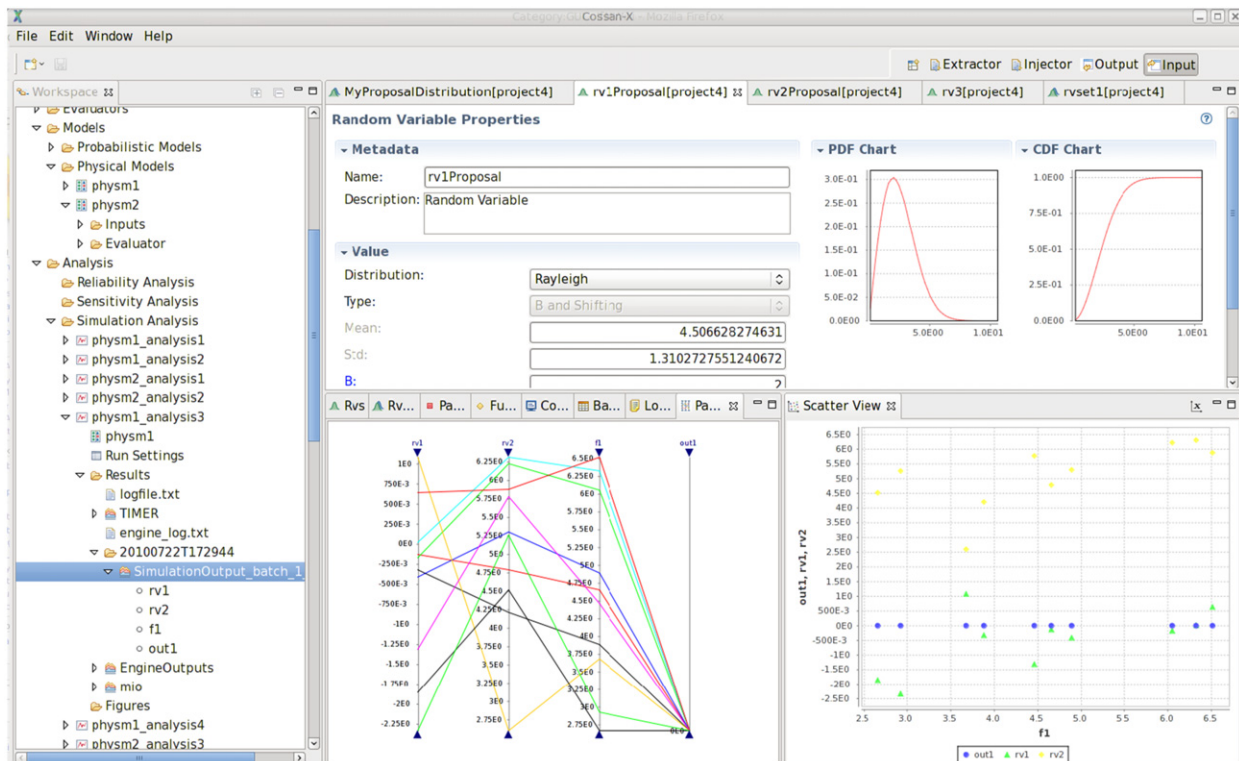 Category:GU Cossan-X - Mozilla Firefox
File Edit Window Help
Extractor Injector Output Input
Workspace
Evaluators
Models
Probabilistic Models
Physical Models
physm1
physm2
Inputs
Evaluator
Analysis
Reliability Analysis
Sensitivity Analysis
Simulation Analysis
physm1_analysis1
physm1_analysis2
physm2_analysis1
physm2_analysis2
physm1_analysis3
physm1
Run Settings
Results
logfile.txt
TIMER
engine_log.txt
20100722T172944
SimulationOutput_batch_1_
rv1
rv2
f1
out1
EngineOutputs
mio
Figures
physm1_analysis4
physm2_analysis3
MyProposalDistribution[project4] rv1Proposal[project4] rv2Proposal[project4] rv3[project4] rvset1[project4]
Random Variable Properties
Metadata
Name: rv1Proposal
Description: Random Variable
Value
Distribution: Rayleigh
Type: B and Shifting
Mean: 4.506628274631
Std: 1.3102727551240672
B: 2
PDF Chart
3.0E-01
2.5E-01
2.0E-01
1.5E-01
1.0E-01
5.0E-02
0.0E00
5.0E00 1.0E01
CDF Chart
1.0E00
7.5E-01
5.0E-01
2.5E-01
0.0E00
5.0E00 1.0E01
Rvs Rv... Pa... Fu... Co... Ba... Lo... Pa...
rv1 rv2 f1 out1
1E0
750E-3
500E-3
250E-3
0E0
-250E-3
-500E-3
-750E-3
-1E0
-1.25E0
-1.5E0
-1.75E0
-2E0
-2.25E0
6.25E0
6E0
5.75E0
5.5E0
5.25E0
5E0
4.75E0
4.5E0
4.25E0
4E0
3.75E0
3.5E0
3.25E0
3E0
2.75E0
6.5E0
6.25E0
6E0
5.75E0
5.5E0
5.25E0
5E0
4.75E0
4.5E0
4.25E0
4E0
3.75E0
3.5E0
3.25E0
3E0
2.75E0
0E0
Scatter View
out1, rv1, rv2
6.5E0
6E0
5.5E0
5E0
4.5E0
4E0
3.5E0
3E0
2.5E0
2E0
1.5E0
1E0
500E-3
0E0
-500E-3
-1E0
-1.5E0
-2E0
-2.5E0
2.5 3.0 3.5 4.0 4.5 5.0 5.5 6.0 6.5
f1
out1 rv1 rv2